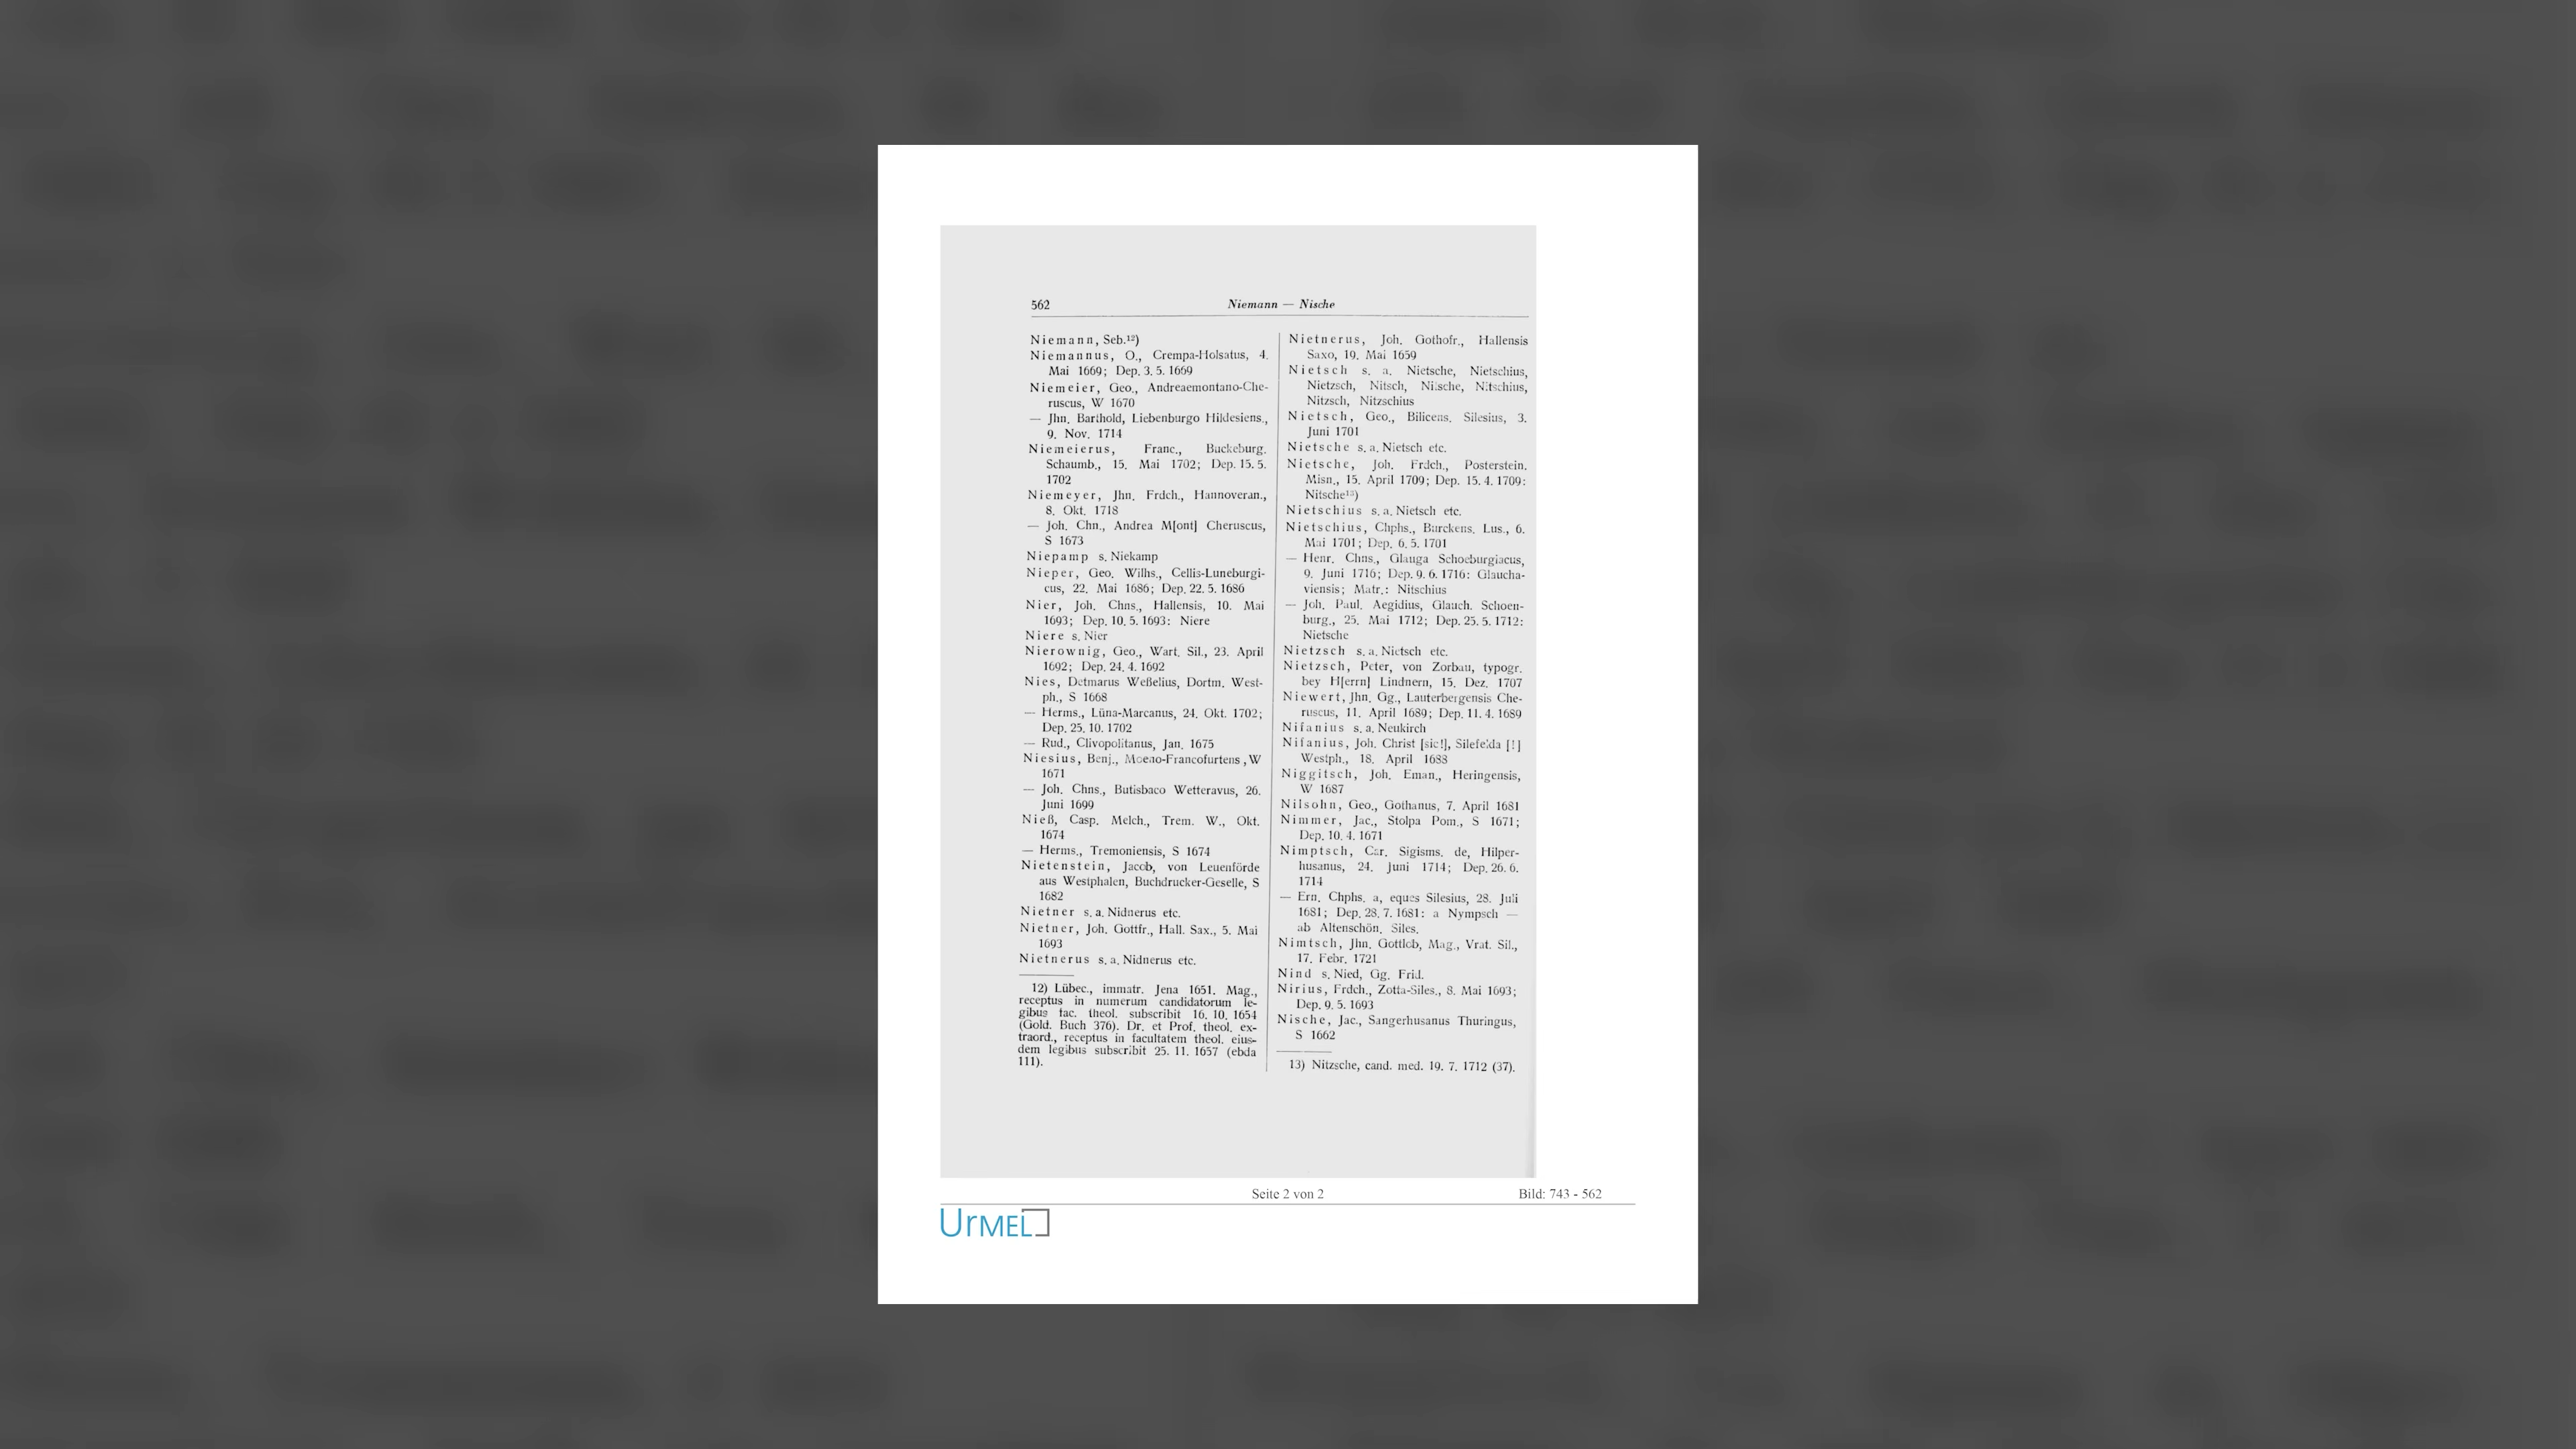 562
Niemann — Nische
Niemann, Seb.¹²)
Niemannus, O., Crempa-Holsatus, 4.
Mai 1669; Dep. 3. 5. 1669
Niemeier, Geo., Andreaemontano-Che-
ruscus, W 1670
— Jhn. Barthold, Liebenburgo Hildesiens.,
9. Nov. 1714
Niemeierus, Franc., Buckeburg.
Schaumb., 15. Mai 1702; Dep. 15. 5.
1702
Niemeyer, Jhn. Frdch., Hannoveran.,
8. Okt. 1718
— Joh. Chn., Andrea M[ont] Cheruscus,
S 1673
Niepamp s. Niekamp
Nieper, Geo. Wilhs., Cellis-Luneburgi-
cus, 22. Mai 1686; Dep. 22. 5. 1686
Nier, Joh. Chns., Hallensis, 10. Mai
1693; Dep. 10. 5. 1693: Niere
Niere s. Nier
Nierownig, Geo., Wart. Sil., 23. April
1692; Dep. 24. 4. 1692
Nies, Detmarus Weßelius, Dortm. West-
ph., S 1668
— Herms., Lüna-Marcanus, 24. Okt. 1702;
Dep. 25. 10. 1702
— Rud., Clivopolitanus, Jan. 1675
Niesius, Benj., Moeno-Francofurtens., W
1671
— Joh. Chns., Butisbaco Wetteravus, 26.
Juni 1699
Nieß, Casp. Melch., Trem. W., Okt.
1674
— Herms., Tremoniensis, S 1674
Nietenstein, Jacob, von Leuenförde
aus Westphalen, Buchdrucker-Geselle, S
1682
Nietner s. a. Nidnerus etc.
Nietner, Joh. Gottfr., Hall. Sax., 5. Mai
1693
Nietnerus s. a. Nidnerus etc.
12) Lübec., immatr. Jena 1651. Mag.,
receptus in numerum candidatorum le-
gibus fac. theol. subscribit 16. 10. 1654
(Gold. Buch 376). Dr. et Prof. theol. ex-
traord., receptus in facultatem theol. eius-
dem legibus subscribit 25. 11. 1657 (ebda
111).
Nietnerus, Joh. Gothofr., Hallensis
Saxo, 19. Mai 1659
Nietsch s. a. Nietsche, Nietschius,
Nietzsch, Nitsch, Nitsche, Nitschius,
Nitzsch, Nitzschius
Nietsch, Geo., Bilicens. Silesius, 3.
Juni 1701
Nietsche s. a. Nietsch etc.
Nietsche, Joh. Frdch., Posterstein.
Misn., 15. April 1709; Dep. 15. 4. 1709:
Nitsche¹³)
Nietschius s. a. Nietsch etc.
Nietschius, Chphs., Burckens. Lus., 6.
Mai 1701; Dep. 6. 5. 1701
— Henr. Chns., Glauga Schoeburgiacus,
9. Juni 1716; Dep. 9. 6. 1716: Glaucha-
viensis; Matr.: Nitschius
— Joh. Paul. Aegidius, Glauch. Schoen-
burg., 25. Mai 1712; Dep. 25. 5. 1712:
Nietsche
Nietzsch s. a. Nietsch etc.
Nietzsch, Peter, von Zorbau, typogr.
bey H[errn] Lindnern, 15. Dez. 1707
Niewert, Jhn. Gg., Lauterbergensis Che-
ruscus, 11. April 1689; Dep. 11. 4. 1689
Nifanius s. a. Neukirch
Nifanius, Joh. Christ [sic!], Silefelda [!]
Westph., 18. April 1688
Niggitsch, Joh. Eman., Heringensis,
W 1687
Nilsohn, Geo., Gothanus, 7. April 1681
Nimmer, Jac., Stolpa Pom., S 1671;
Dep. 10. 4. 1671
Nimptsch, Car. Sigisms. de, Hilper-
husanus, 24. Juni 1714; Dep. 26. 6.
1714
— Ern. Chphs. a, eques Silesius, 28. Juli
1681; Dep. 28. 7. 1681: a Nympsch —
ab Altenschön. Siles.
Nimtsch, Jhn. Gottlob, Mag., Vrat. Sil.,
17. Febr. 1721
Nind s. Nied, Gg. Frid.
Nirius, Frdch., Zotta-Siles., 8. Mai 1693;
Dep. 9. 5. 1693
Nische, Jac., Sangerhusanus Thuringus,
S 1662
13) Nitzsche, cand. med. 19. 7. 1712 (37).
Seite 2 von 2
Bild: 743 - 562
UrMEL